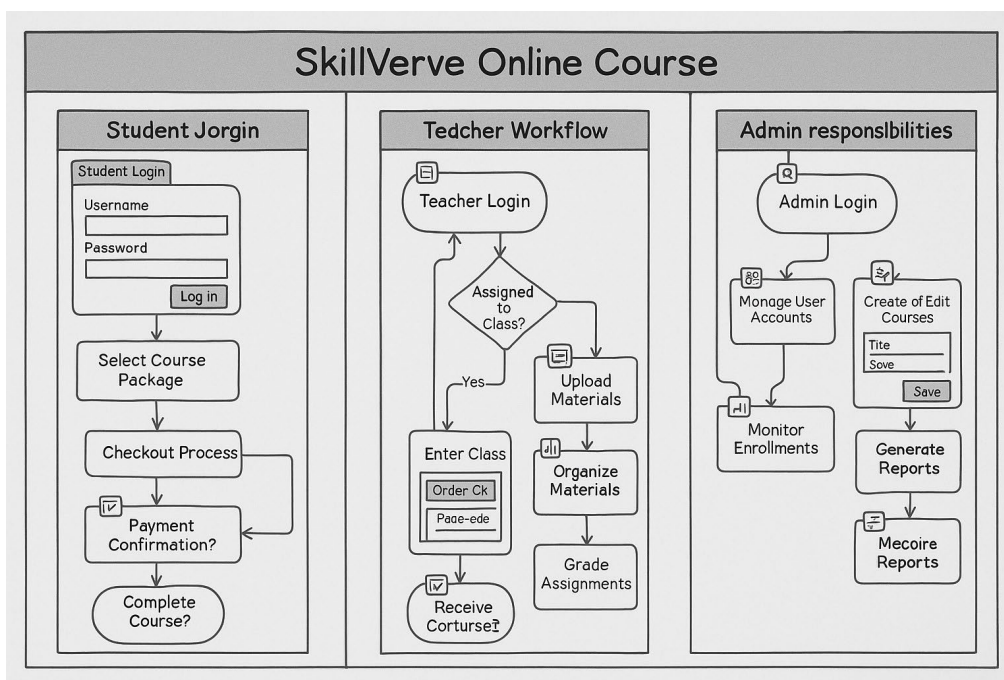 SkillVerve Online Course
Student Jorgin
Student Login
Username
Password
Log in
Select Course
Package
Checkout Process
Payment
Confirmation?
Complete
Course?
Tedcher Workflow
Teacher Login
Assigned
to
Class?
Yes
Upload
Materials
Enter Class
Order Ck
Page-ede
Organize
Materials
Grade
Assignments
Receive
Corturse?
Admin responslbilities
Admin Login
Monage User
Accounts
Create of Edit
Courses
Tite
Sove
Save
Monitor
Enrollments
Generate
Reports
Mecoire
Reports